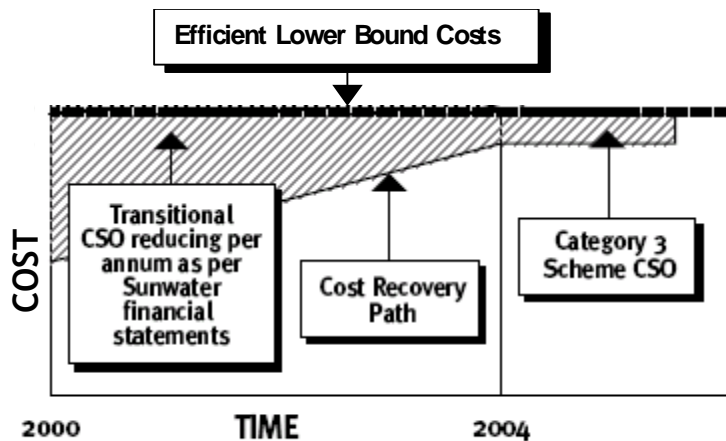 Efficient Lower Bound Costs
Transitional
CSO reducing per
annum as per
Sunwater
financial
statements
Cost Recovery
Path
Category 3
Scheme CSO
COST
2000
TIME
2004